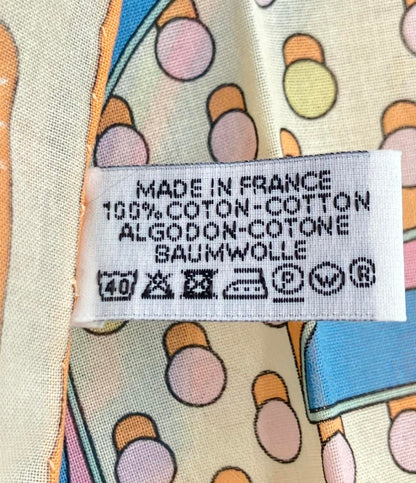 MADE IN FRANCE
100% COTON-COTTON
ALGODON-COTONE
BAUMWOLLE
40 P W ®